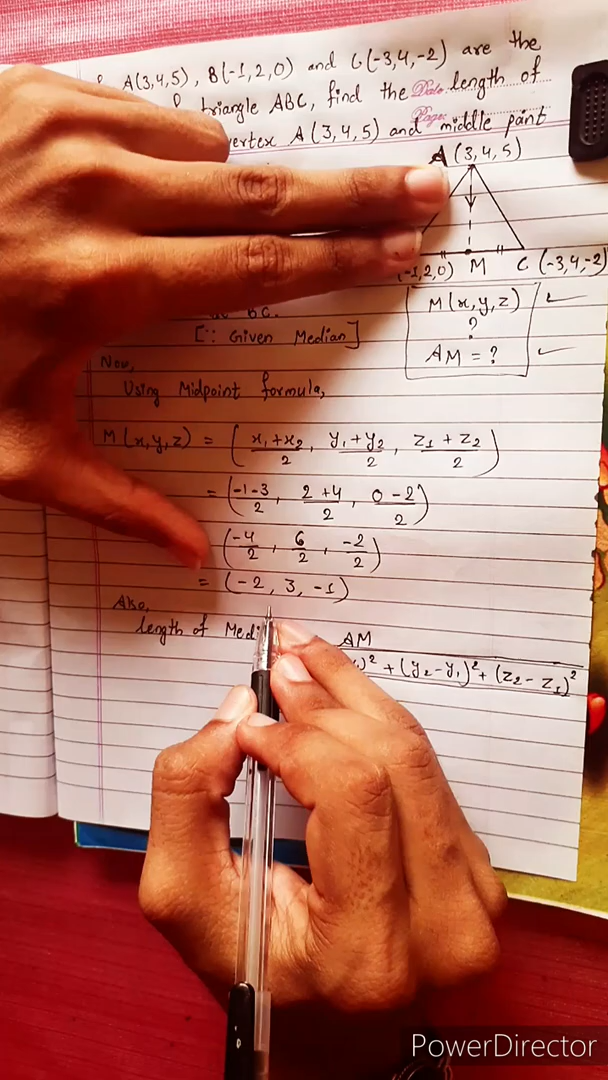 A(3,4,5), B(-1,2,0) and C(-3,4,-2) are the
triangle ABC, find the Date length of
Page vertex A (3,4,5) and middle point
A (3,4,5)
(-1,2,0) M C (-3,4,-2)
M(x,y,z)
?
AM = ?
BC.
[∵ Given Median]
Now,
Using Midpoint formula,
M(x,y,z) = (x₁+x₂/2, y₁+y₂/2, z₁+z₂/2)
= (-1-3/2, 2+4/2, 0-2/2)
(-4/2, 6/2, -2/2)
= (-2, 3, -1)
Also,
length of AM
)² + (y₂-y₁)² + (z₂-z₁)²
PowerDirector